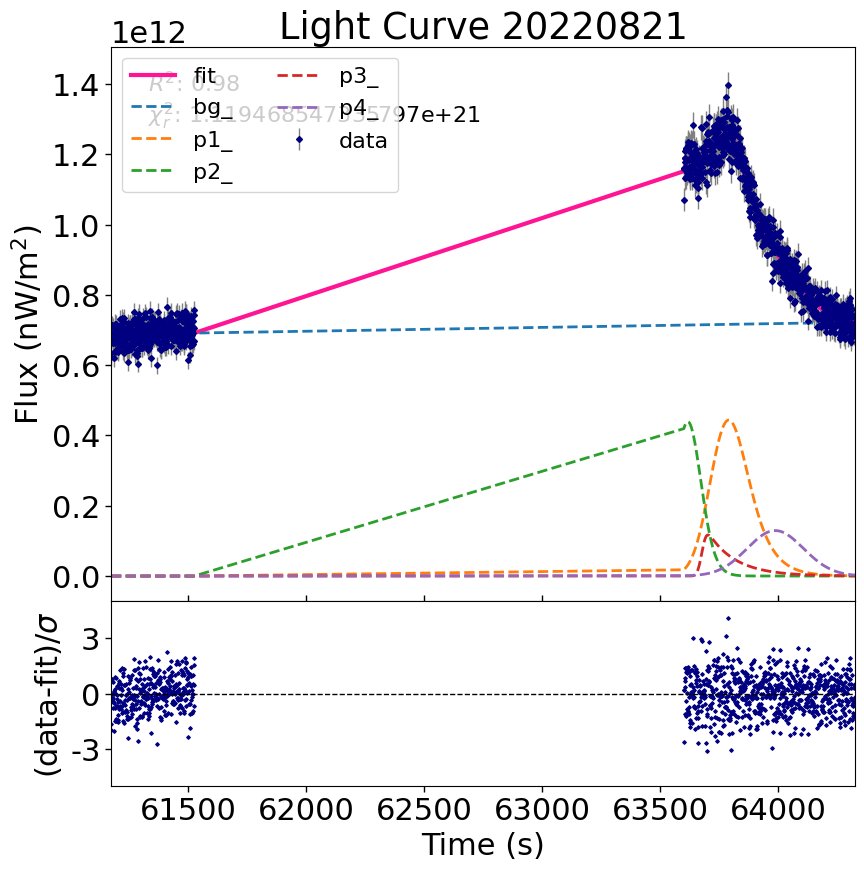 Light Curve 20220821
1e12
R²: 0.98
fit
bg_
p1_
p2_
p3_
p4_
data
1.4
1.2
1.0
0.8
0.6
0.4
0.2
0.0
Flux (nW/m²)
3
0
-3
(data-fit)/σ
61500 62000 62500 63000 63500 64000
Time (s)